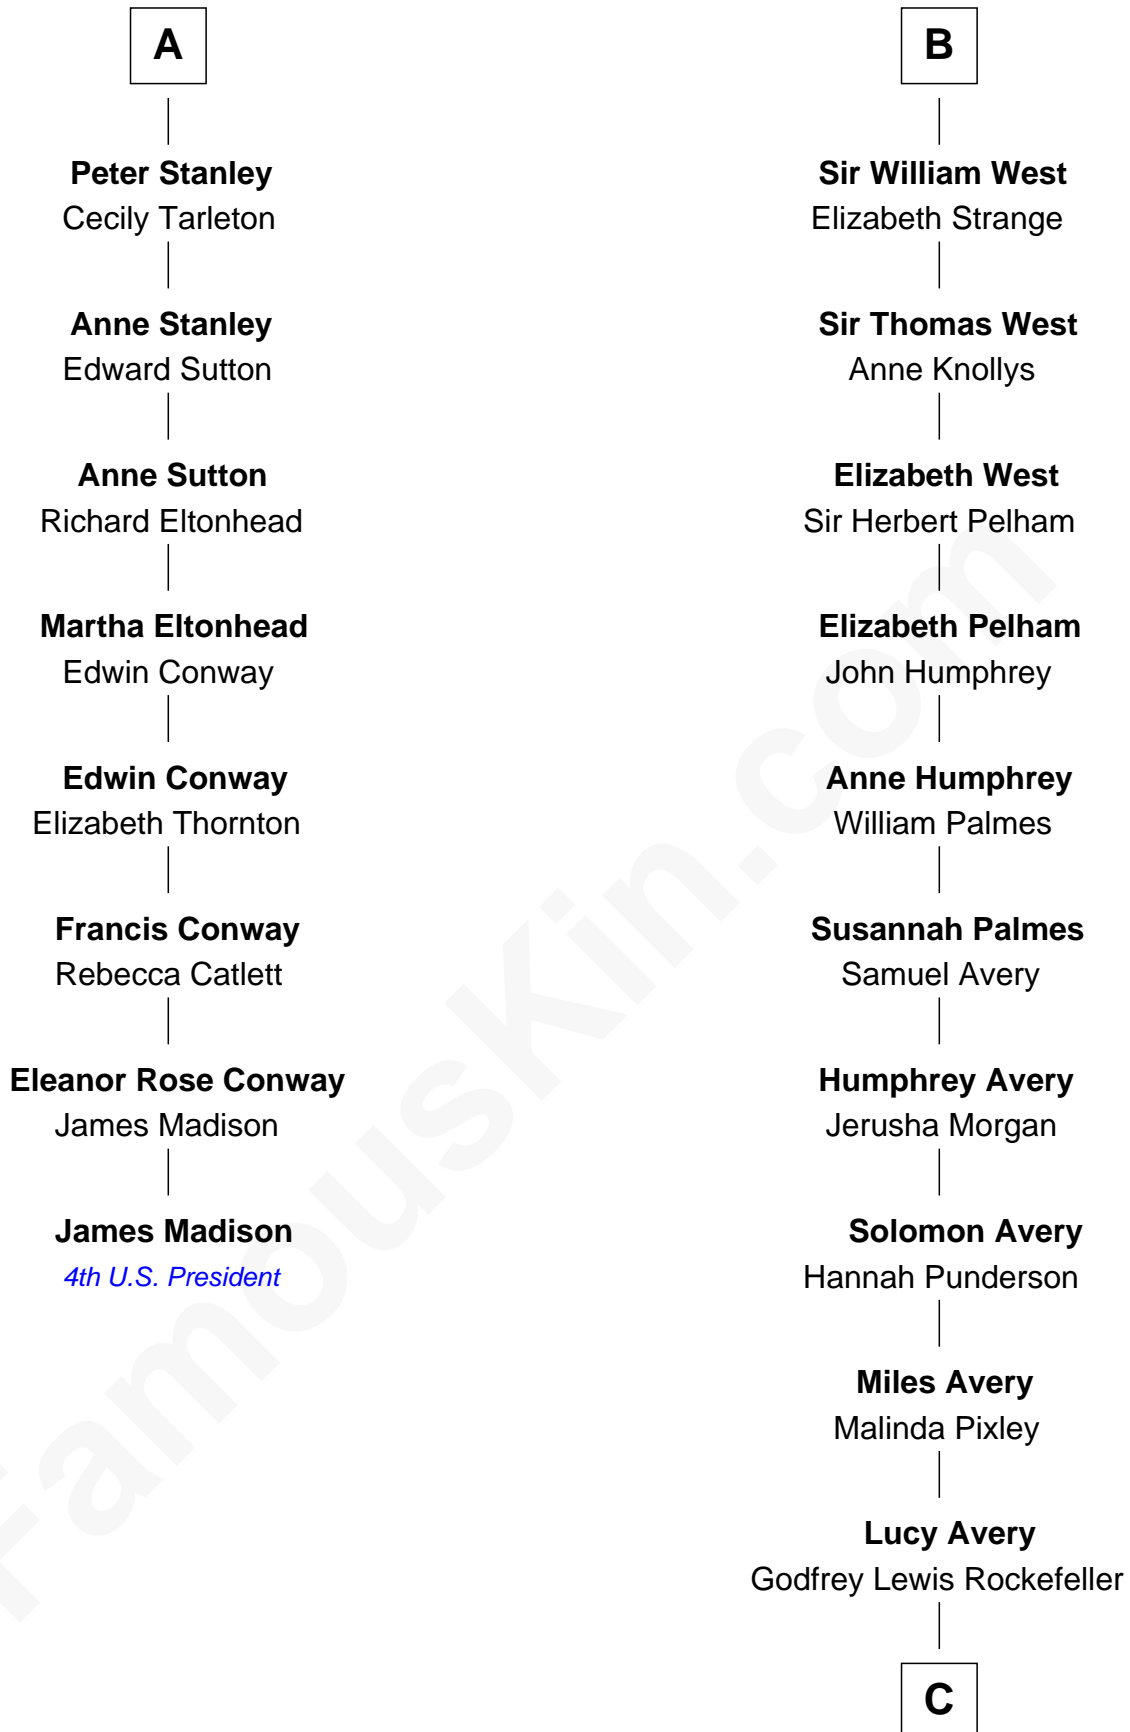 A
Peter Stanley
Cecily Tarleton
Anne Stanley
Edward Sutton
Anne Sutton
Richard Eltonhead
Martha Eltonhead
Edwin Conway
Edwin Conway
Elizabeth Thornton
Francis Conway
Rebecca Catlett
Eleanor Rose Conway
James Madison
James Madison
4th U.S. President
B
Sir William West
Elizabeth Strange
Sir Thomas West
Anne Knollys
Elizabeth West
Sir Herbert Pelham
Elizabeth Pelham
John Humphrey
Anne Humphrey
William Palmes
Susannah Palmes
Samuel Avery
Humphrey Avery
Jerusha Morgan
Solomon Avery
Hannah Punderson
Miles Avery
Malinda Pixley
Lucy Avery
Godfrey Lewis Rockefeller
C
FamousKin.com